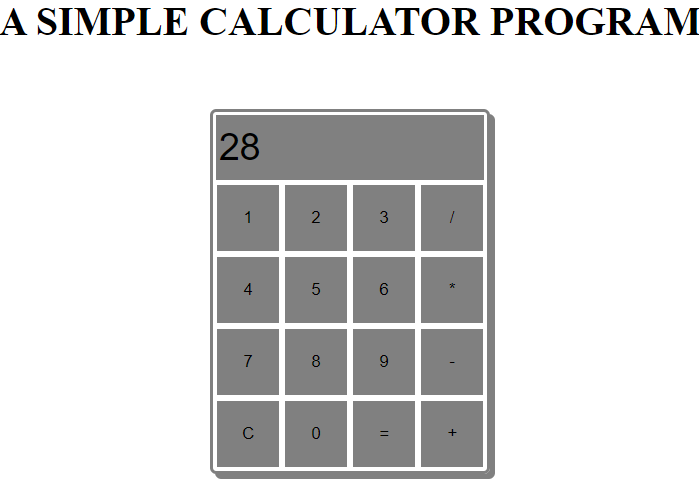 A SIMPLE CALCULATOR PROGRAM
28
1 2 3 /
4 5 6 *
7 8 9 -
C 0 = +